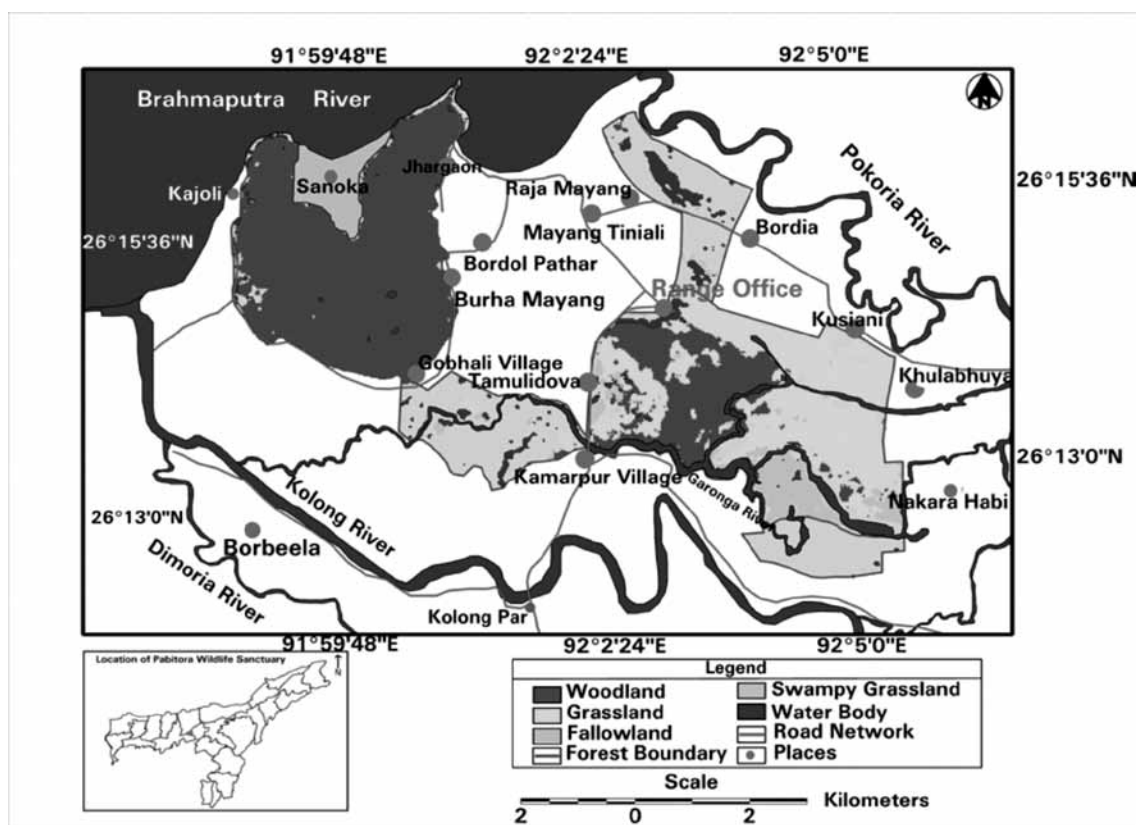 91°59'48"E 92°2'24"E 92°5'0"E
Brahmaputra River
N
Jhargaon
Pokoria River
Sanoka
Kajoli
Raja Mayang
26°15'36"N
Mayang Tiniali
Bordia
26°15'36"N
Bordol Pathar
Burha Mayang
Range Office
Kusiani
Gobhali Village
Tamulidova
Khulabhuya
26°13'0"N
Kamarpur Village
Garonga River
Nakara Habi
Kolong River
26°13'0"N
Borbeela
Dimoria River
Kolong Par
91°59'48"E 92°2'24"E 92°5'0"E
Location of Pabitora Wildlife Sanctuary
N
Legend
Woodland Swampy Grassland
Grassland Water Body
Fallowland Road Network
Forest Boundary Places
Scale
2 0 2 Kilometers